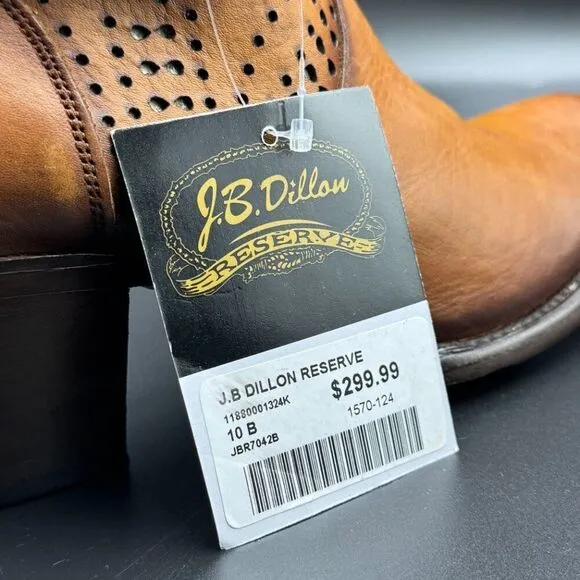 J.B. Dillon
RESERVE
J.B DILLON RESERVE
11880001324K
$299.99
10 B
1570-124
JBR7042B